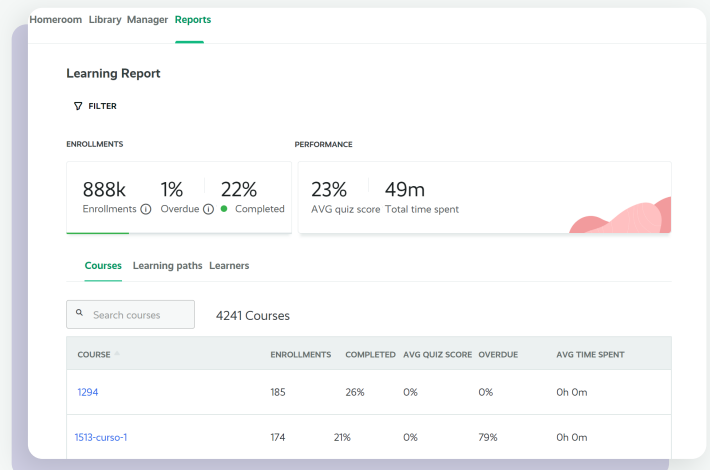 Homeroom Library Manager Reports
Learning Report
FILTER
ENROLLMENTS
PERFORMANCE
888k 1% 22%
Enrollments Overdue Completed
23% 49m
AVG quiz score Total time spent
Courses Learning paths Learners
Search courses 4241 Courses
COURSE ENROLLMENTS COMPLETED AVG QUIZ SCORE OVERDUE AVG TIME SPENT
1294 185 26% 0% 0% 0h 0m
1513-curso-1 174 21% 0% 79% 0h 0m